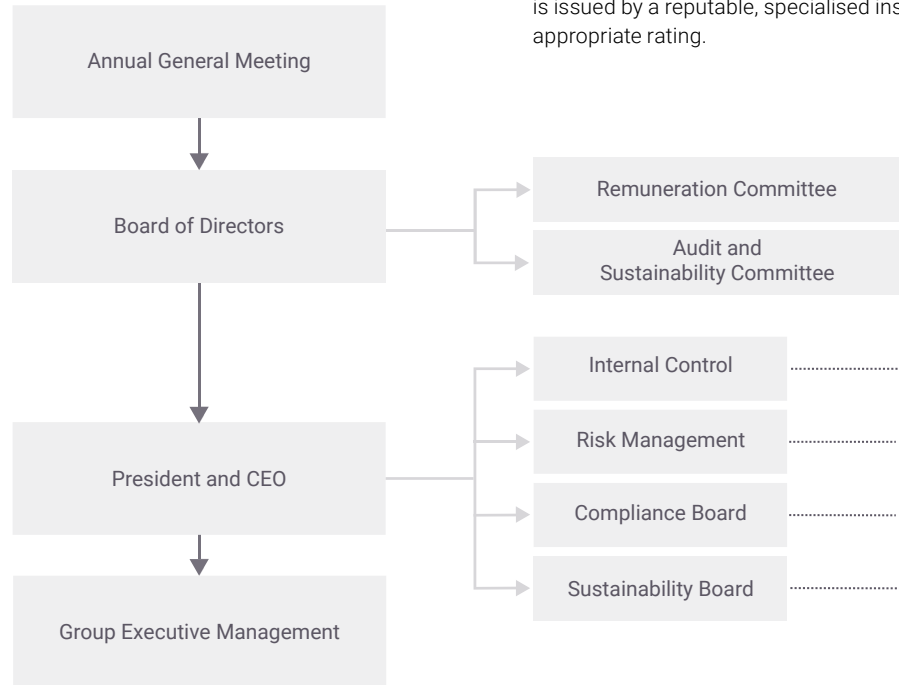 is issued by a reputable, specialised ins
appropriate rating.
Annual General Meeting
Board of Directors
Remuneration Committee
Audit and
Sustainability Committee
President and CEO
Internal Control
Risk Management
Compliance Board
Sustainability Board
Group Executive Management